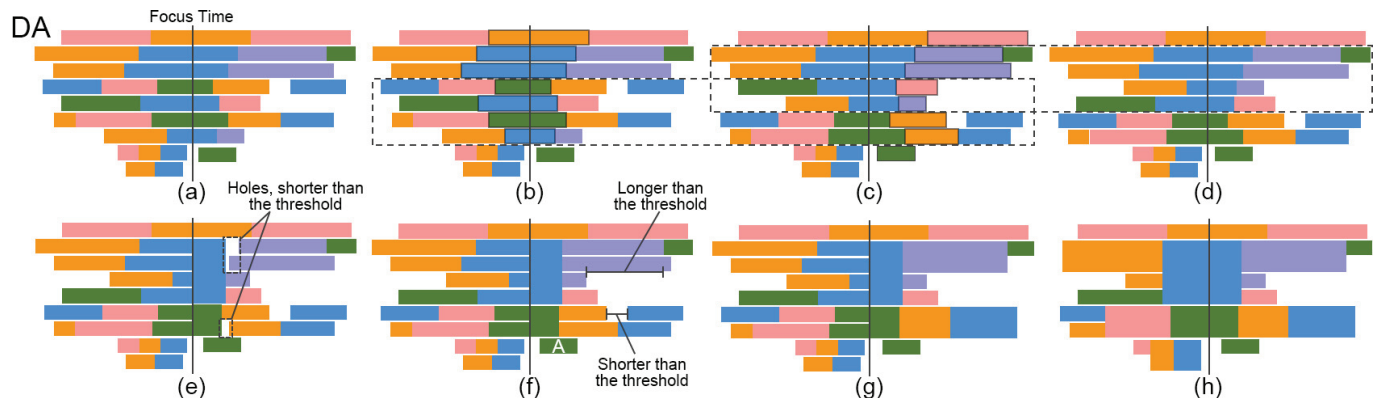 DA
Focus Time
(a)
(b)
(c)
(d)
Holes, shorter than
the threshold
Longer than
the threshold
A
Shorter than
the threshold
(e)
(f)
(g)
(h)